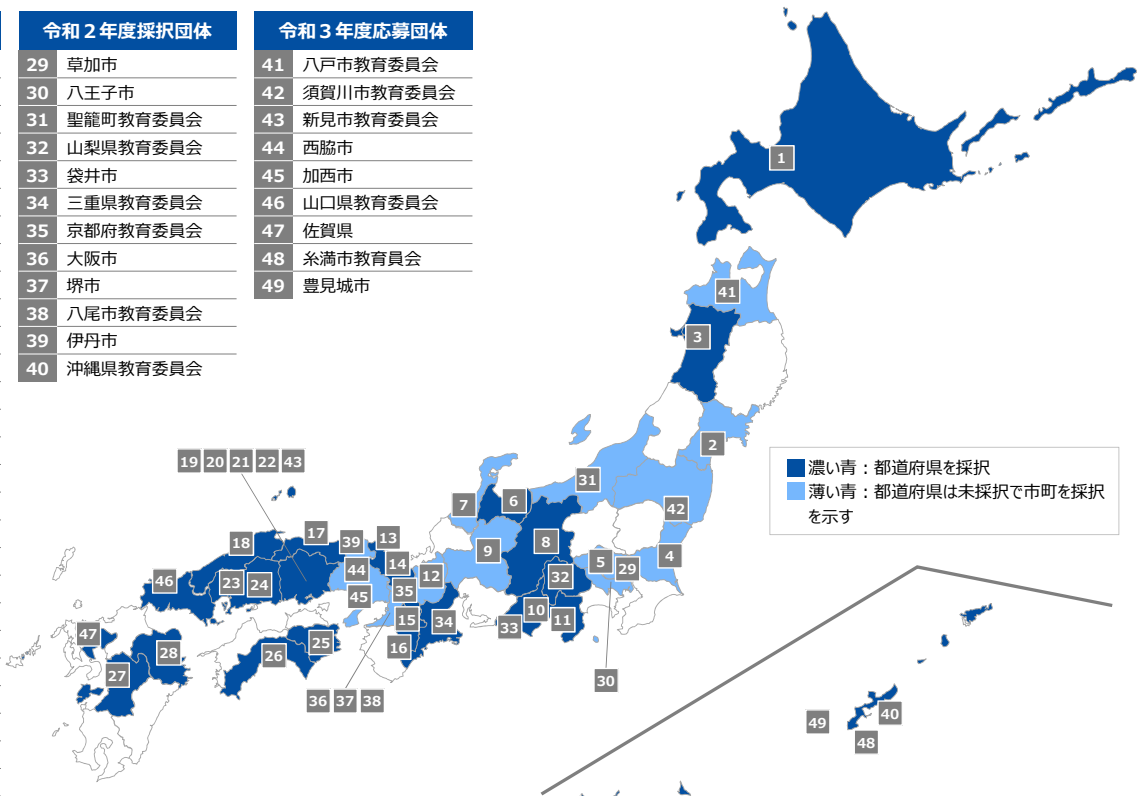 令和２年度採択団体
29 草加市
30 八王子市
31 聖籠町教育委員会
32 山梨県教育委員会
33 袋井市
34 三重県教育委員会
35 京都府教育委員会
36 大阪市
37 堺市
38 八尾市教育委員会
39 伊丹市
40 沖縄県教育委員会
令和３年度応募団体
41 八戸市教育委員会
42 須賀川市教育委員会
43 新見市教育委員会
44 西脇市
45 加西市
46 山口県教育委員会
47 佐賀県
48 糸満市教育員会
49 豊見城市
1
41
3
2
濃い青：都道府県を採択
薄い青：都道府県は未採択で市町を採択
を示す
19 20 21 22 43
31
7
6
42
17
18
39
13
8
9
5
29
4
14
44
12
32
46
23
24
45
35
10
11
15
34
33
16
47
28
25
26
27
30
36 37 38
49
40
48